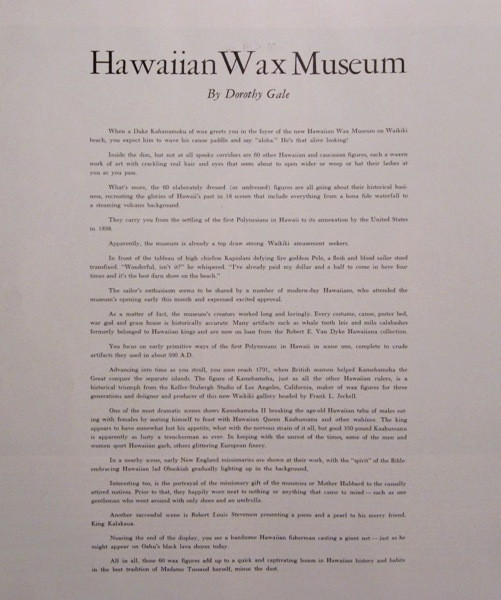 Hawaiian Wax Museum
By Dorothy Gale
When a Duke Kahanamoku of wax greets you in the foyer of the new Hawaiian Wax Museum on Waikiki
beach, you expect him to wave his canoe paddle and say "aloha." He's that alive looking!
Inside the dim, but not at all spooky corridors are 60 other Hawaiian and caucasian figures, each a waxen
work of art with crackling real hair and eyes that seem about to open wider or weep or bat their lashes at
you as you pass.
What's more, the 60 elaborately dressed (or undressed) figures are all going about their historical busi-
ness, recreating the glories of Hawaii's past in 18 scenes that include everything from a bona fide waterfall to
a steaming volcano background.
They carry you from the settling of the first Polynesians in Hawaii to its annexation by the United States
in 1898.
Apparently, the museum is already a top draw among Waikiki amusement seekers.
In front of the tableau of high chiefess Kapiolani defying fire goddess Pele, a flesh and blood sailor stood
transfixed. "Wonderful, isn't it?" he whispered. "I've already paid my dollar and a half to come in here four
times and it's the best darn show on the beach."
The sailor's enthusiasm seems to be shared by a number of modern-day Hawaiians, who attended the
museum's opening early this month and expressed excited approval.
As a matter of fact, the museum's creators worked long and lovingly. Every costume, canoe, poster bed,
war god and grass house is historically accurate. Many artifacts such as whale tooth leis and milo calabashes
formerly belonged to Hawaiian kings and are now on loan from the Robert E. Van Dyke Hawaiiana collection.
You focus on early primitive ways of the first Polynesians in Hawaii in scene one, complete to crude
artifacts they used in about 500 A.D.
Advancing into time as you stroll, you soon reach 1791, when British seamen helped Kamehameha the
Great conquer the separate islands. The figure of Kamehameha, just as all the other Hawaiian rulers, is a
historical triumph from the Studio of Los Angeles, California, maker of wax figures for three
generations and designer and producer of this new Waikiki gallery headed by Frank L.
One of the most dramatic scenes shows Kamehameha II breaking the age-old Hawaiian tabu of males eat-
ing with females by seating himself to feast with Hawaiian Queen Kaahumanu and other wahines. The king
appears to have somewhat lost his appetite, what with the nervous strain of it all, but good 300-pound Kaahumanu
is apparently as lusty a trencherman as ever. In keeping with the unrest of the times, some of the men and
women sport Hawaiian garb, others glittering European finery.
In a nearby scene, early New England missionaries are shown at their work, with the "spirit" of the Bible-
embracing Hawaiian lad Obookiah gradually lighting up in the background.
Interesting too, is the portrayal of the missionary gift of the muumuu or Mother Hubbard to the casually
attired natives. Prior to that, they happily wore next to nothing or anything that came to mind — such as one
gentleman who went around with only shoes and an umbrella.
Another successful scene is Robert Louis Stevenson presenting a poem and a pearl to his merry friend,
King Kalakaua.
Nearing the end of the display, you see a handsome Hawaiian fisherman casting a giant net — just as he
might appear on Oahu's black lava shores today.
All in all, these 60 wax figures add up to a quick and captivating lesson in Hawaiian history and habits
in the best tradition of Madame Tussaud herself, minus the dust.